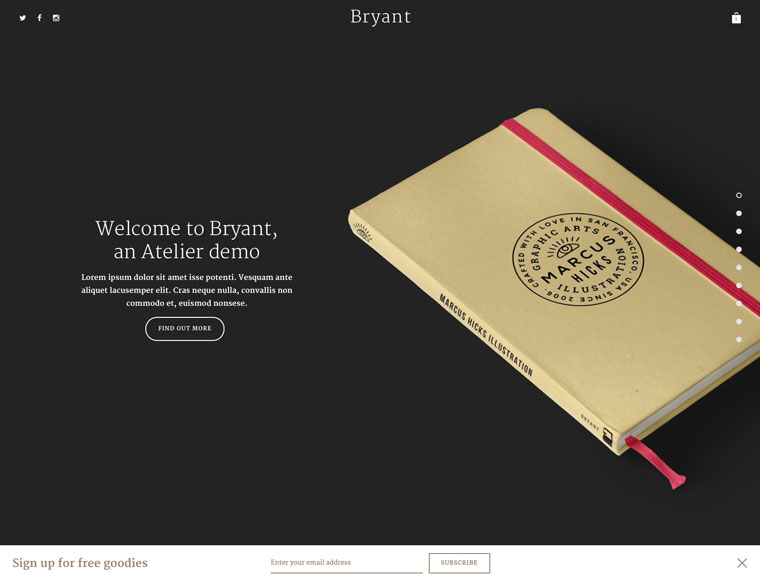 Bryant
1
Welcome to Bryant,
an Atelier demo
Lorem ipsum dolor sit amet isse potenti. Vesquam ante
aliquet lacusemper elit. Cras neque nulla, convallis non
commodo et, euismod nonsese.
FIND OUT MORE
CRAFTED WITH LOVE IN SAN FRANCISCO, USA SINCE 2006.
GRAPHIC ARTS
MARCUS
HICKS
ILLUSTRATION
MARCUS HICKS ILLUSTRATION
BRYANT
Sign up for free goodies
Enter your email address
SUBSCRIBE